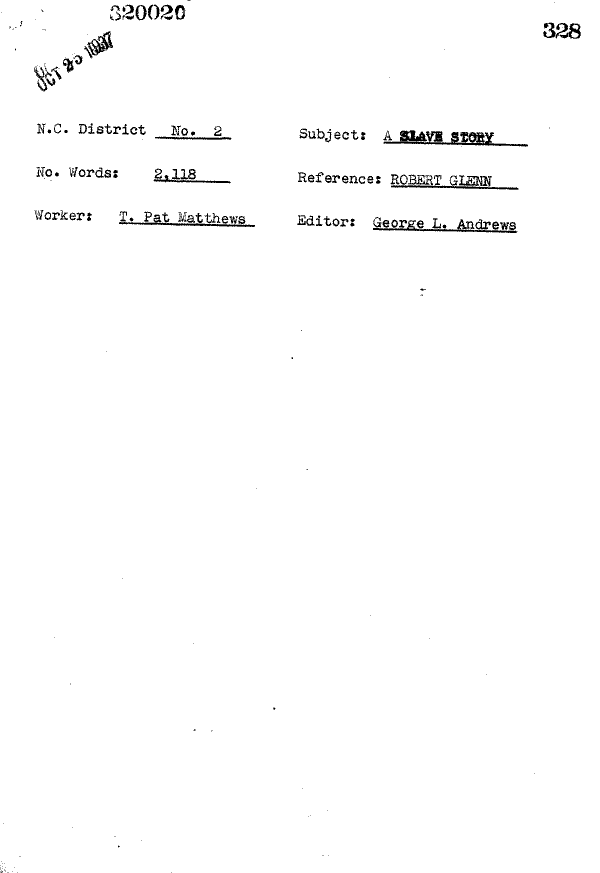 320020
328
OCT 25 1937
N.C. District No. 2 Subject: A SLAVE STORY
No. Words: 2,118 Reference: ROBERT GLENN
Worker: T. Pat Matthews Editor: George L. Andrews